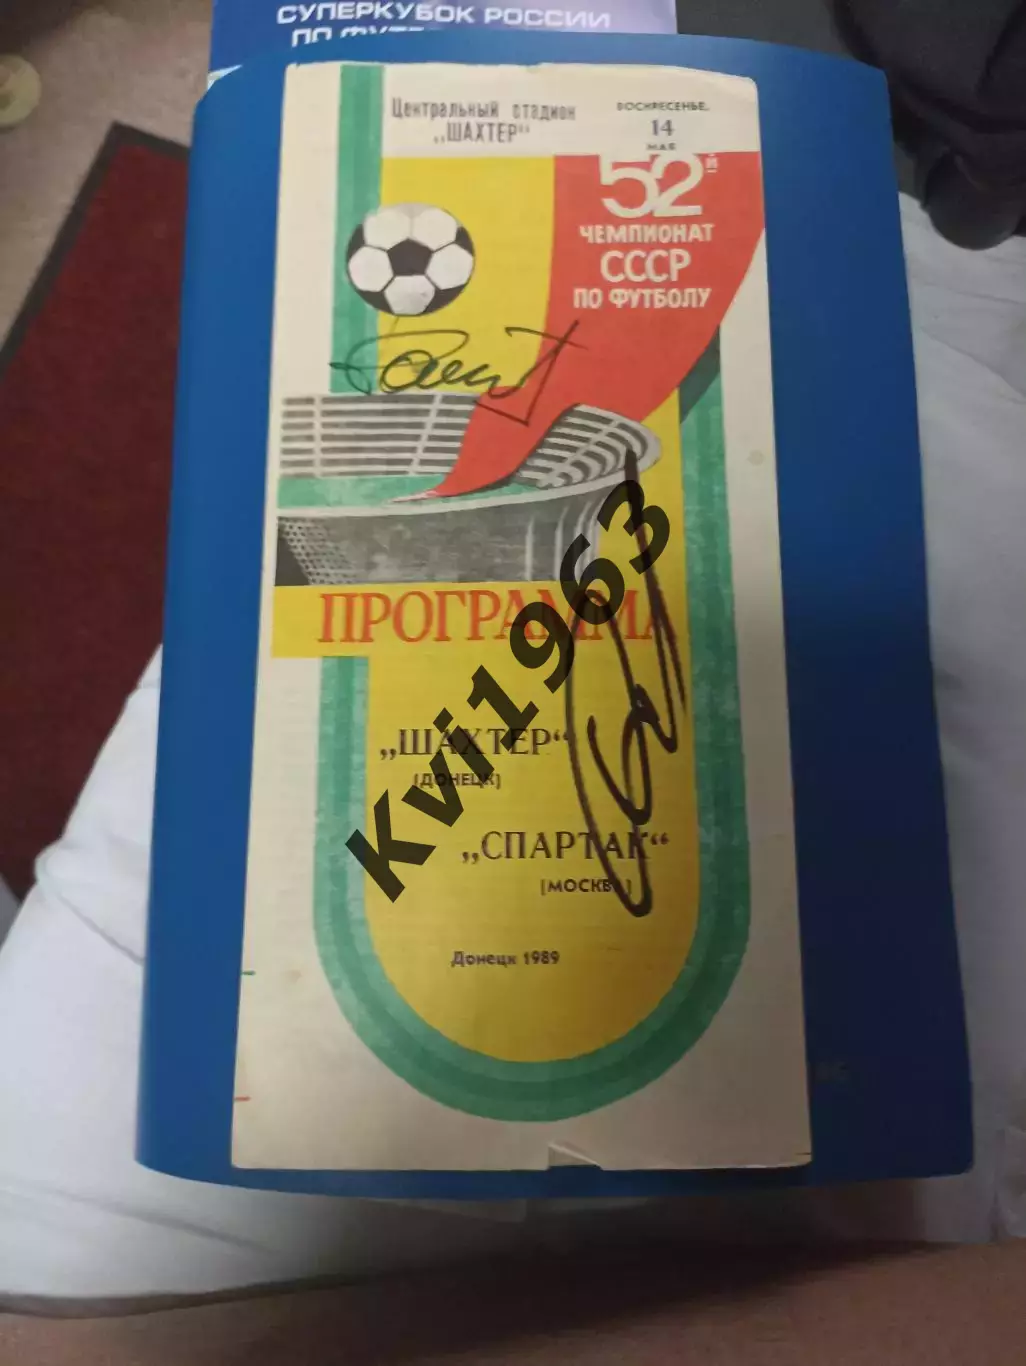 СУПЕРКУБОК РОССИИ
Центральный стадион
„ШАХТЕР"
ВОСКРЕСЕНЬЕ,
14
МАЯ
52й
ЧЕМПИОНАТ
СССР
ПО ФУТБОЛУ
ПРОГРАММА
„ШАХТЕР"
[ДОНЕЦК]
„СПАРТАК"
[МОСКВА]
Донецк 1989
Kvi1963